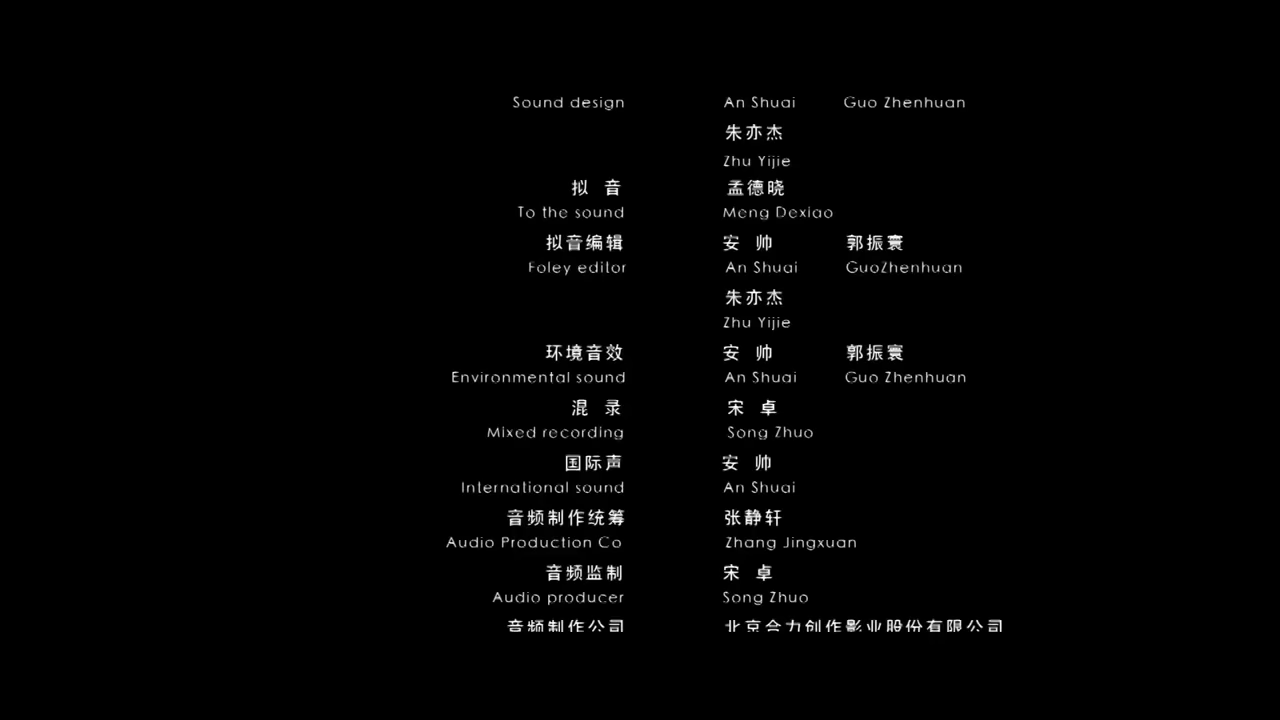 Sound design An Shuai Guo Zhenhuan
朱亦杰
Zhu Yijie
拟 音 孟德晓
To the sound Meng Dexiao
拟音编辑 安 帅 郭振寰
Foley editor An Shuai GuoZhenhuan
朱亦杰
Zhu Yijie
环境音效 安 帅 郭振寰
Environmental sound An Shuai Guo Zhenhuan
混 录 宋 卓
Mixed recording Song Zhuo
国际声 安 帅
International sound An Shuai
音频制作统筹 张静轩
Audio Production Co Zhang Jingxuan
音频监制 宋 卓
Audio producer Song Zhuo
音频制作公司 北京合力创作影业股份有限公司